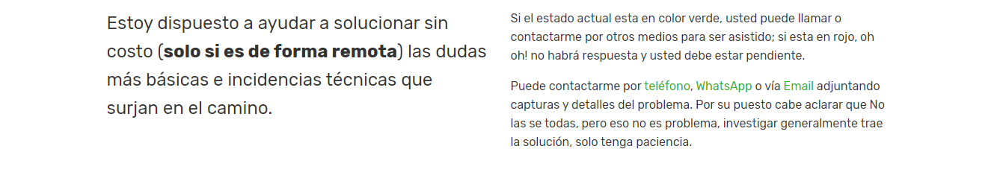 Estoy dispuesto a ayudar a solucionar sin
costo (solo si es de forma remota) las dudas
más básicas e incidencias técnicas que
surjan en el camino.
Si el estado actual esta en color verde, usted puede llamar o
contactarme por otros medios para ser asistido; si esta en rojo, oh
oh! no habrá respuesta y usted debe estar pendiente.
Puede contactarme por teléfono, WhatsApp o vía Email adjuntando
capturas y detalles del problema. Por su puesto cabe aclarar que No
las se todas, pero eso no es problema, investigar generalmente trae
la solución, solo tenga paciencia.